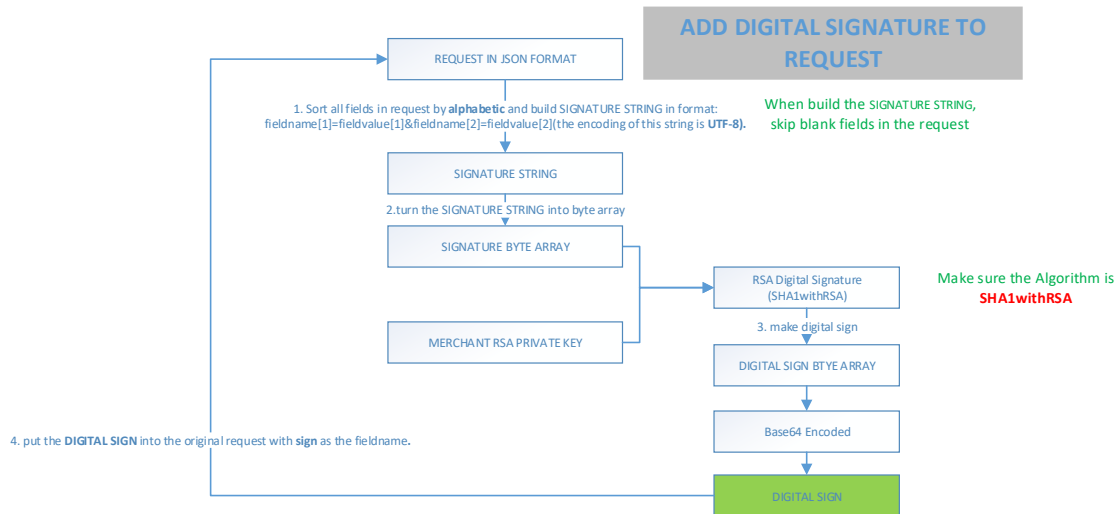 ADD DIGITAL SIGNATURE TO
REQUEST
REQUEST IN JSON FORMAT
1. Sort all fields in request by alphabetic and build SIGNATURE STRING in format:
fieldname[1]=fieldvalue[1]&fieldname[2]=fieldvalue[2](the encoding of this string is UTF-8).
When build the SIGNATURE STRING,
skip blank fields in the request
SIGNATURE STRING
2.turn the SIGNATURE STRING into byte array
SIGNATURE BYTE ARRAY
RSA Digital Signature
(SHA1withRSA)
Make sure the Algorithm is
SHA1withRSA
MERCHANT RSA PRIVATE KEY
3. make digital sign
DIGITAL SIGN BTYE ARRAY
Base64 Encoded
4. put the DIGITAL SIGN into the original request with sign as the fieldname.
DIGITAL SIGN